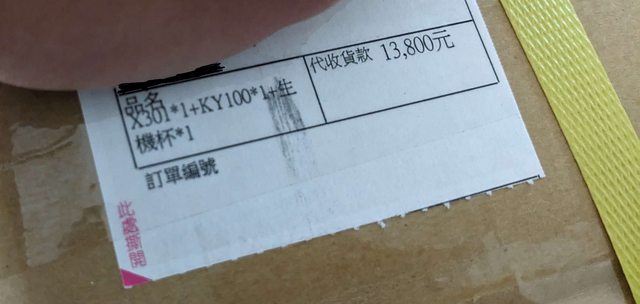 代收貨款 13,800元
品名
X301*1+KY100*1+生
機杯*1
訂單編號
此處撕開